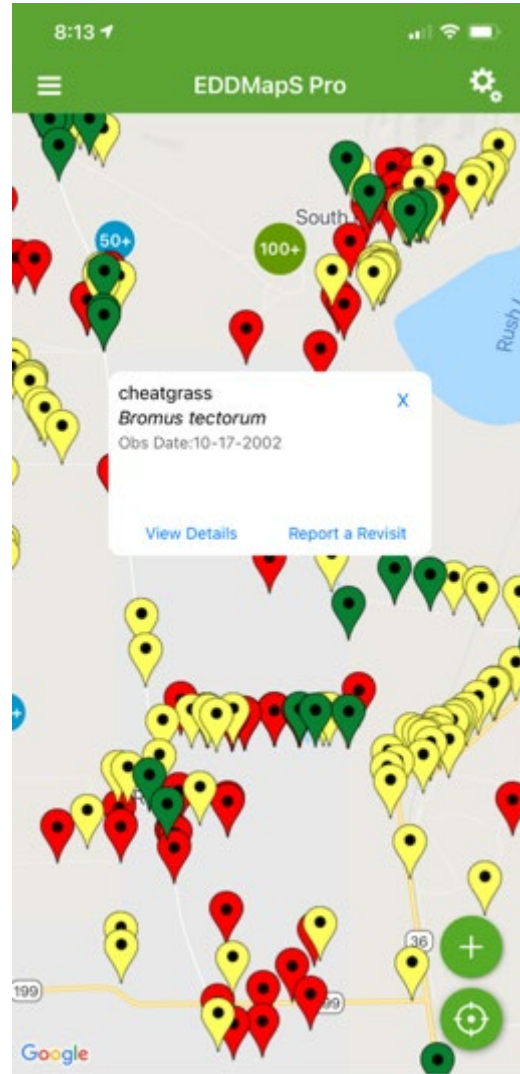 8:13
EDDMapS Pro
South
50+
100+
Rush
cheatgrass
X
Bromus tectorum
Obs Date:10-17-2002
View Details
Report a Revisit
+
R
36
+
199
99
Google